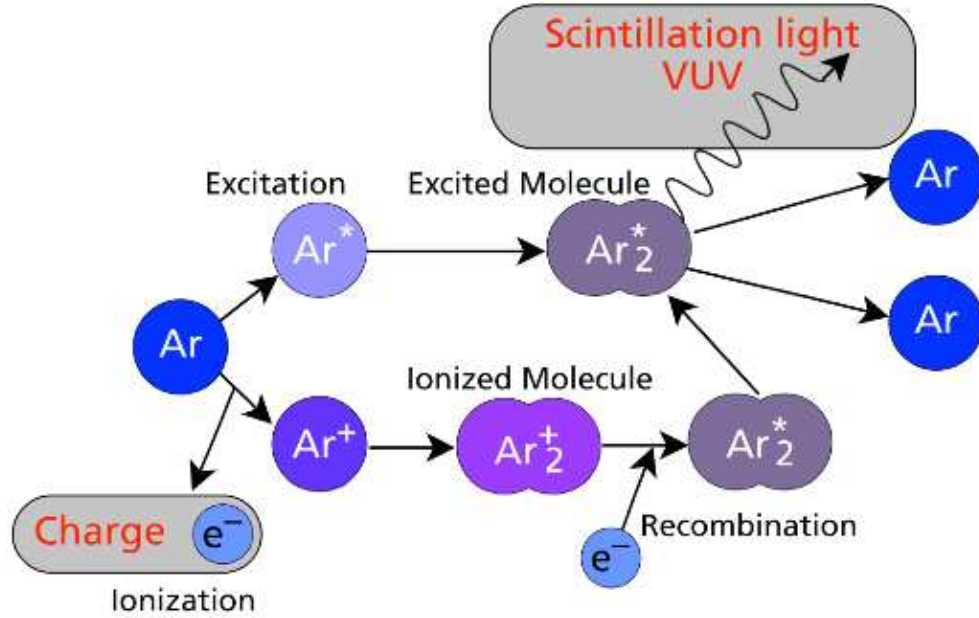 Scintillation light
VUV
Excitation
Excited Molecule
Ar
Ar*
Ar₂*
Ar
Ar
Ionized Molecule
Ar⁺
Ar₂⁺
Ar₂*
Charge
e⁻
e⁻
Recombination
Ionization